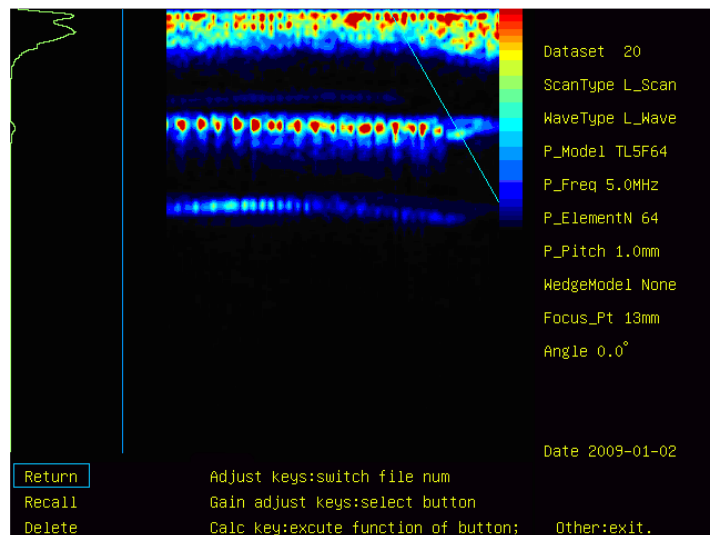 Dataset 20
ScanType L_Scan
WaveType L_Wave
P_Model TL5F64
P_Freq 5.0MHz
P_ElementN 64
P_Pitch 1.0mm
WedgeModel None
Focus_Pt 13mm
Angle 0.0°
Date 2009-01-02
Return Adjust keys:switch file num
Recall Gain adjust keys:select button
Delete Calc key:excute function of button; Other:exit.